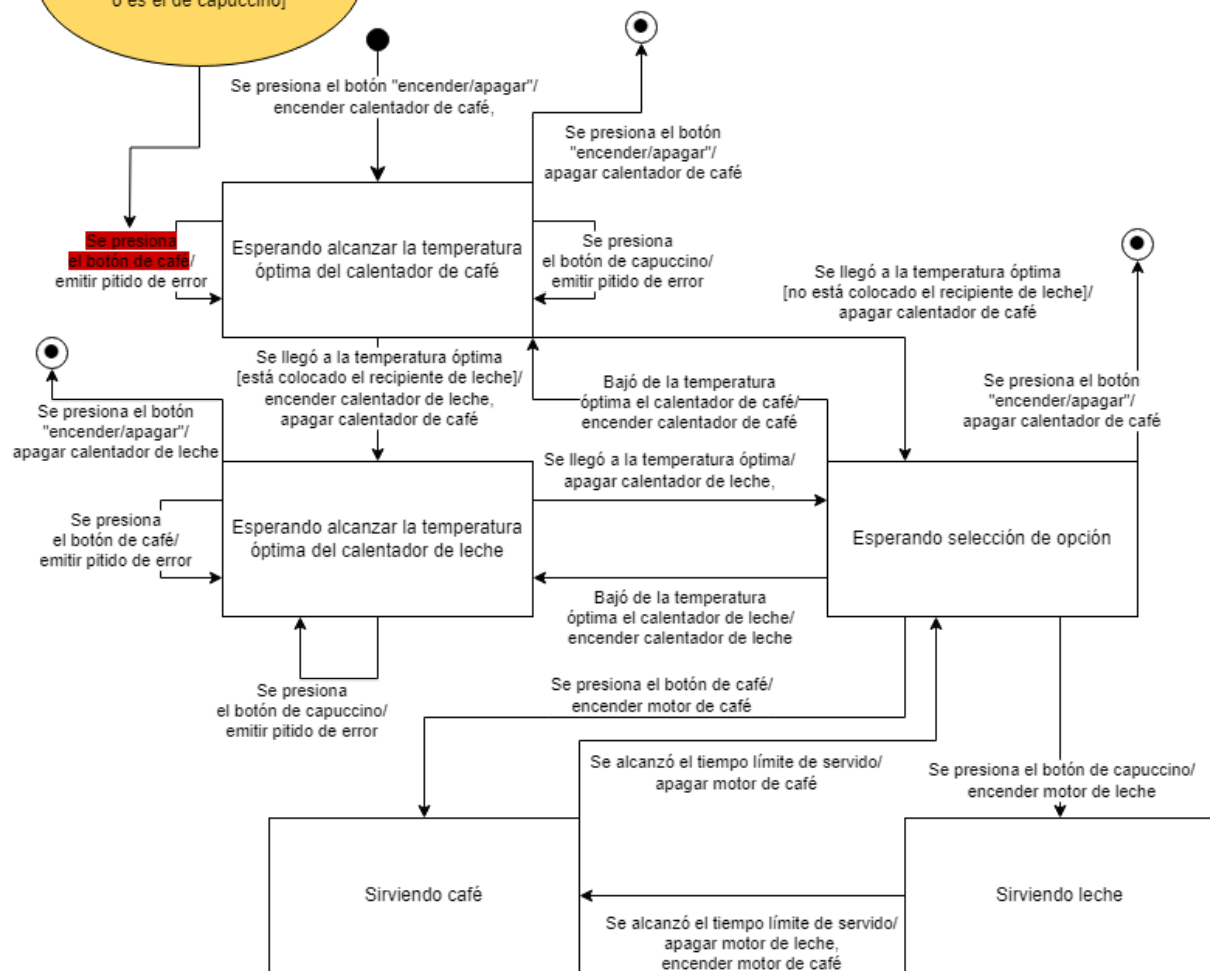 o es el de capuccino]
Se presiona el botón "encender/apagar"/
encender calentador de café,
Se presiona el botón
"encender/apagar"/
apagar calentador de café
Se presiona
el botón de café/
emitir pitido de error
Esperando alcanzar la temperatura
óptima del calentador de café
Se presiona
el botón de capuccino/
emitir pitido de error
Se llegó a la temperatura óptima
[no está colocado el recipiente de leche]/
apagar calentador de café
Se llegó a la temperatura óptima
[está colocado el recipiente de leche]/
encender calentador de leche,
apagar calentador de café
Bajó de la temperatura
óptima el calentador de café/
encender calentador de café
Se presiona el botón
"encender/apagar"/
apagar calentador de café
Se presiona el botón
"encender/apagar"/
apagar calentador de leche
Se llegó a la temperatura óptima/
apagar calentador de leche,
Se presiona
el botón de café/
emitir pitido de error
Esperando alcanzar la temperatura
óptima del calentador de leche
Esperando selección de opción
Bajó de la temperatura
óptima el calentador de leche/
encender calentador de leche
Se presiona
el botón de capuccino/
emitir pitido de error
Se presiona el botón de café/
encender motor de café
Se alcanzó el tiempo límite de servido/
apagar motor de café
Se presiona el botón de capuccino/
encender motor de leche
Sirviendo café
Sirviendo leche
Se alcanzó el tiempo límite de servido/
apagar motor de leche,
encender motor de café